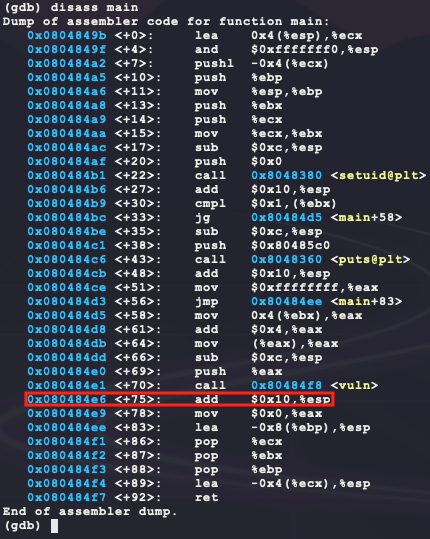 (gdb) disass main
Dump of assembler code for function main:
0x0804849b <+0>: lea 0x4(%esp),%ecx
0x0804849f <+4>: and $0xfffffff0,%esp
0x080484a2 <+7>: pushl -0x4(%ecx)
0x080484a5 <+10>: push %ebp
0x080484a6 <+11>: mov %esp,%ebp
0x080484a8 <+13>: push %ebx
0x080484a9 <+14>: push %ecx
0x080484aa <+15>: mov %ecx,%ebx
0x080484ac <+17>: sub $0xc,%esp
0x080484af <+20>: push $0x0
0x080484b1 <+22>: call 0x8048380 <setuid@plt>
0x080484b6 <+27>: add $0x10,%esp
0x080484b9 <+30>: cmpl $0x1,(%ebx)
0x080484bc <+33>: jg 0x80484d5 <main+58>
0x080484be <+35>: sub $0xc,%esp
0x080484c1 <+38>: push $0x80485c0
0x080484c6 <+43>: call 0x8048360 <puts@plt>
0x080484cb <+48>: add $0x10,%esp
0x080484ce <+51>: mov $0xffffffff,%eax
0x080484d3 <+56>: jmp 0x80484ee <main+83>
0x080484d5 <+58>: mov 0x4(%ebx),%eax
0x080484d8 <+61>: add $0x4,%eax
0x080484db <+64>: mov (%eax),%eax
0x080484dd <+66>: sub $0xc,%esp
0x080484e0 <+69>: push %eax
0x080484e1 <+70>: call 0x80484f8 <vuln>
0x080484e6 <+75>: add $0x10,%esp
0x080484e9 <+78>: mov $0x0,%eax
0x080484ee <+83>: lea -0x8(%ebp),%esp
0x080484f1 <+86>: pop %ecx
0x080484f2 <+87>: pop %ebx
0x080484f3 <+88>: pop %ebp
0x080484f4 <+89>: lea -0x4(%ecx),%esp
0x080484f7 <+92>: ret
End of assembler dump.
(gdb)